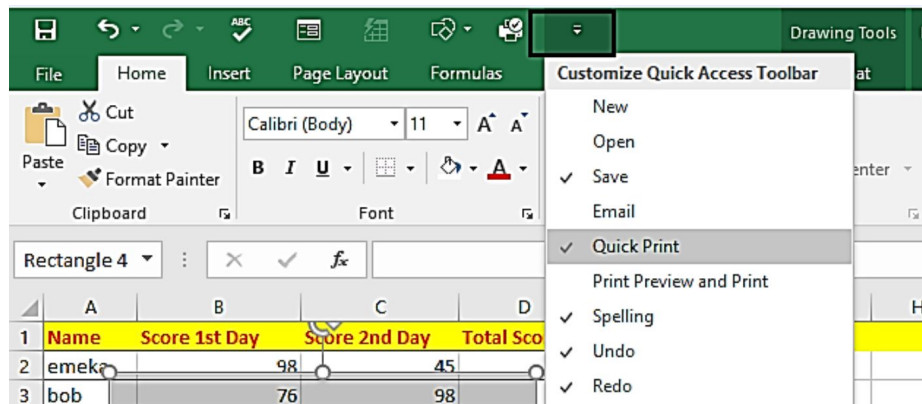 ABC
Drawing Tools
File Home Insert Page Layout Formulas at
Customize Quick Access Toolbar
New
Open
Save
Email
Quick Print
Print Preview and Print
Spelling
Undo
Redo
Cut
Copy
Format Painter
Paste
Clipboard
Calibri (Body) 11 A A
B I U A
Font
enter
Rectangle 4 fx
A B C D H
1 Name Score 1st Day Score 2nd Day Total Sco
2 emeka 98 45
3 bob 76 98